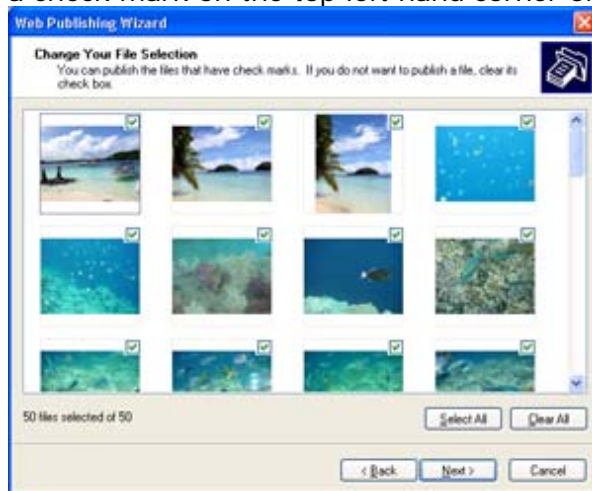 a check mark on the top left hand corner of
Web Publishing Wizard
Change Your File Selection
You can publish the files that have check marks. If you do not want to publish a file, clear its
check box.
50 files selected of 50
Select All
Clear All
< Back
Next >
Cancel